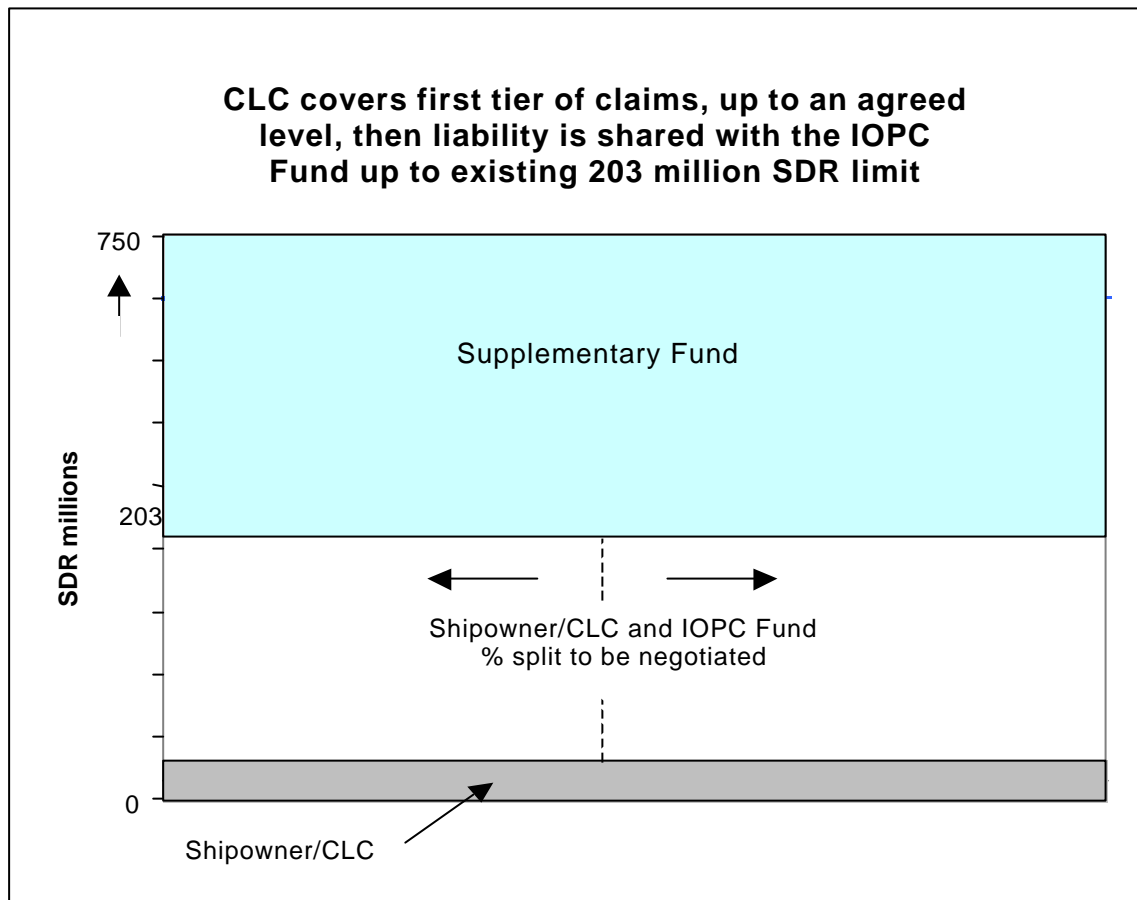 CLC covers first tier of claims, up to an agreed
level, then liability is shared with the IOPC
Fund up to existing 203 million SDR limit
750
Supplementary Fund
SDR millions
203
Shipowner/CLC and IOPC Fund
% split to be negotiated
0
Shipowner/CLC